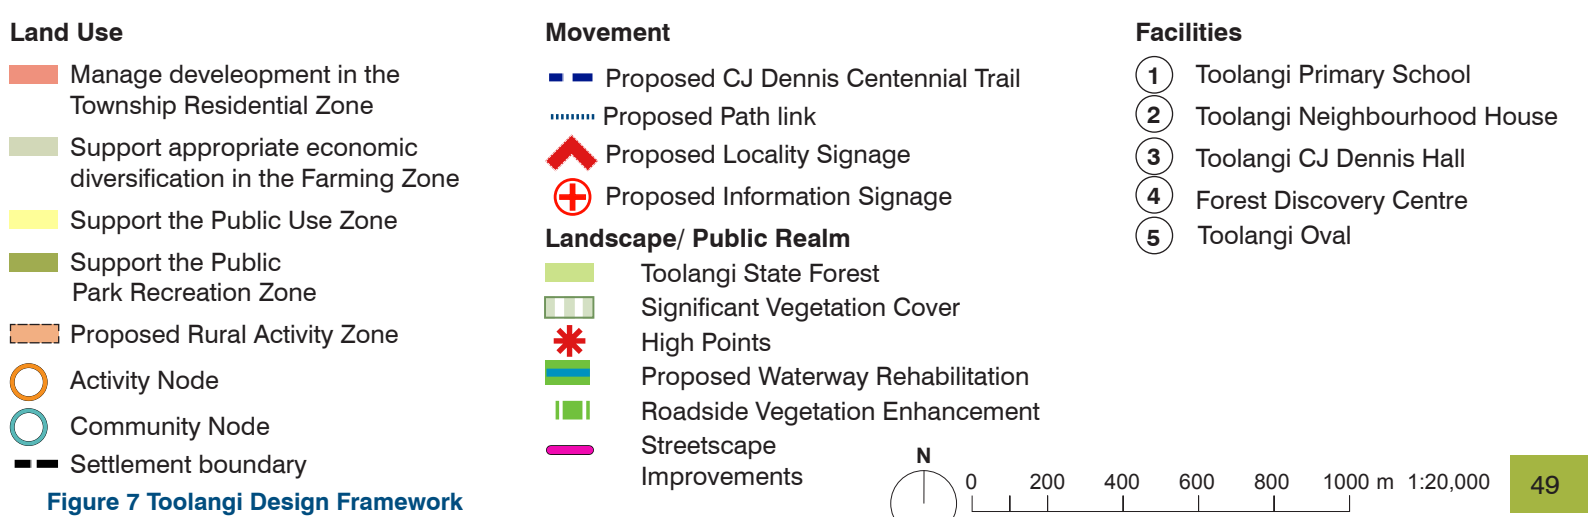 Land Use
Manage develeopment in the
Township Residential Zone
Support appropriate economic
diversification in the Farming Zone
Support the Public Use Zone
Support the Public
Park Recreation Zone
Proposed Rural Activity Zone
Activity Node
Community Node
Settlement boundary
Figure 7 Toolangi Design Framework
Movement
Proposed CJ Dennis Centennial Trail
Proposed Path link
Proposed Locality Signage
Proposed Information Signage
Landscape/ Public Realm
Toolangi State Forest
Significant Vegetation Cover
High Points
Proposed Waterway Rehabilitation
Roadside Vegetation Enhancement
Streetscape
Improvements
Facilities
1 Toolangi Primary School
2 Toolangi Neighbourhood House
3 Toolangi CJ Dennis Hall
4 Forest Discovery Centre
5 Toolangi Oval
N
0 200 400 600 800 1000 m 1:20,000
49